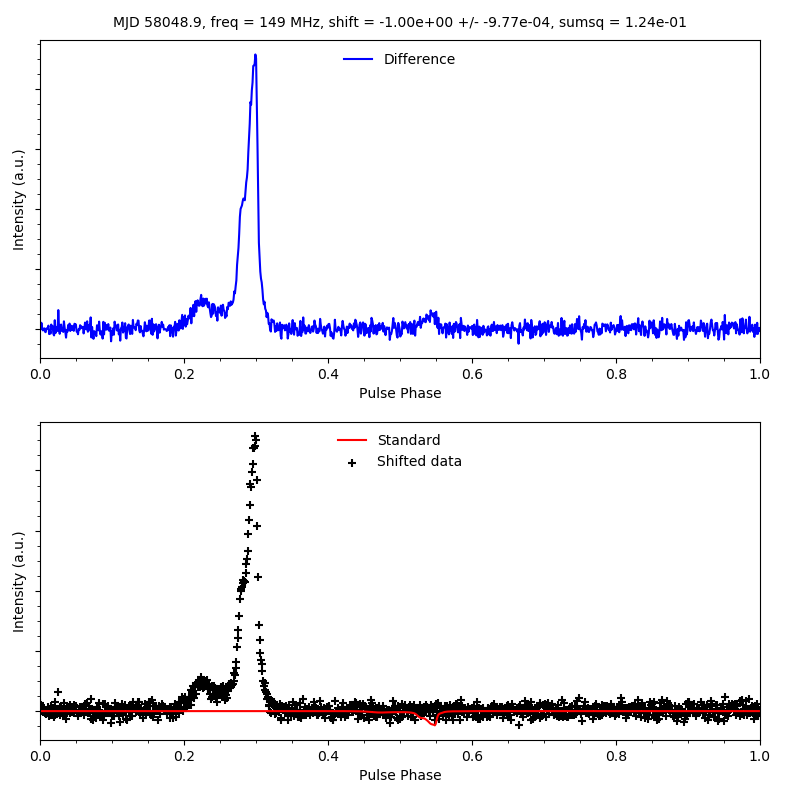 MJD 58048.9, freq = 149 MHz, shift = -1.00e+00 +/- -9.77e-04, sumsq = 1.24e-01
Difference
Intensity (a.u.)
0.0 0.2 0.4 0.6 0.8 1.0
Pulse Phase
Standard
Shifted data
Intensity (a.u.)
0.0 0.2 0.4 0.6 0.8 1.0
Pulse Phase